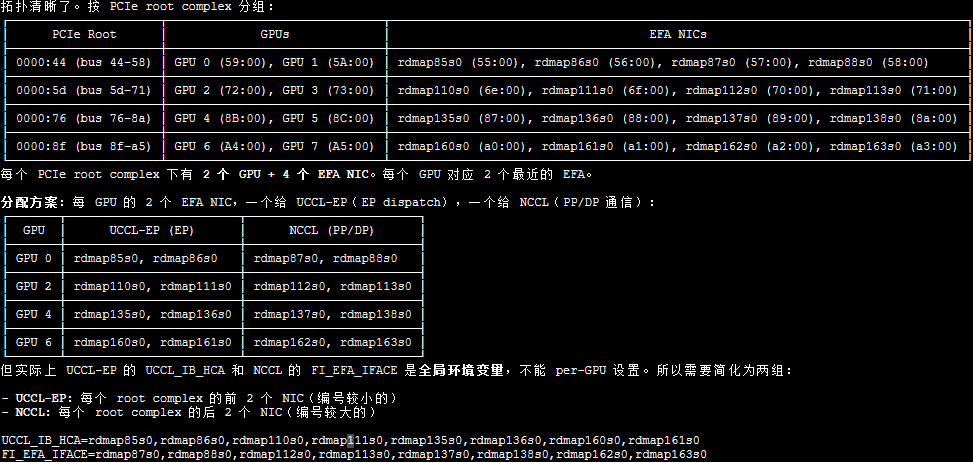 拓扑清晰了。按 PCIe root complex 分组：
PCIe Root GPUs EFA NICs
0000:44 (bus 44-58) GPU 0 (59:00), GPU 1 (5A:00) rdmap85s0 (55:00), rdmap86s0 (56:00), rdmap87s0 (57:00), rdmap88s0 (58:00)
0000:5d (bus 5d-71) GPU 2 (72:00), GPU 3 (73:00) rdmap110s0 (6e:00), rdmap111s0 (6f:00), rdmap112s0 (70:00), rdmap113s0 (71:00)
0000:76 (bus 76-8a) GPU 4 (8B:00), GPU 5 (8C:00) rdmap135s0 (87:00), rdmap136s0 (88:00), rdmap137s0 (89:00), rdmap138s0 (8a:00)
0000:8f (bus 8f-a5) GPU 6 (A4:00), GPU 7 (A5:00) rdmap160s0 (a0:00), rdmap161s0 (a1:00), rdmap162s0 (a2:00), rdmap163s0 (a3:00)
每个 PCIe root complex 下有 2 个 GPU + 4 个 EFA NIC。每个 GPU 对应 2 个最近的 EFA。
分配方案：每 GPU 的 2 个 EFA NIC，一个给 UCCL-EP（EP dispatch），一个给 NCCL（PP/DP 通信）：
GPU UCCL-EP (EP) NCCL (PP/DP)
GPU 0 rdmap85s0, rdmap86s0 rdmap87s0, rdmap88s0
GPU 2 rdmap110s0, rdmap111s0 rdmap112s0, rdmap113s0
GPU 4 rdmap135s0, rdmap136s0 rdmap137s0, rdmap138s0
GPU 6 rdmap160s0, rdmap161s0 rdmap162s0, rdmap163s0
但实际上 UCCL-EP 的 UCCL_IB_HCA 和 NCCL 的 FI_EFA_IFACE 是全局环境变量，不能 per-GPU 设置。所以需要简化为两组：
- UCCL-EP: 每个 root complex 的前 2 个 NIC（编号较小的）
- NCCL: 每个 root complex 的后 2 个 NIC（编号较大的）
UCCL_IB_HCA=rdmap85s0,rdmap86s0,rdmap110s0,rdmap111s0,rdmap135s0,rdmap136s0,rdmap160s0,rdmap161s0
FI_EFA_IFACE=rdmap87s0,rdmap88s0,rdmap112s0,rdmap113s0,rdmap137s0,rdmap138s0,rdmap162s0,rdmap163s0